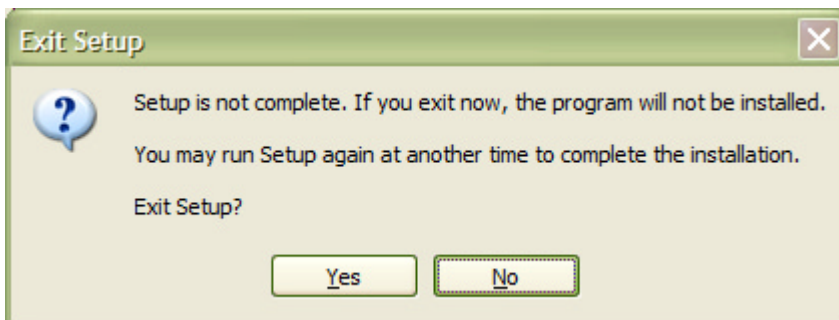 Exit Setup
Setup is not complete. If you exit now, the program will not be installed.
You may run Setup again at another time to complete the installation.
Exit Setup?
Yes
No